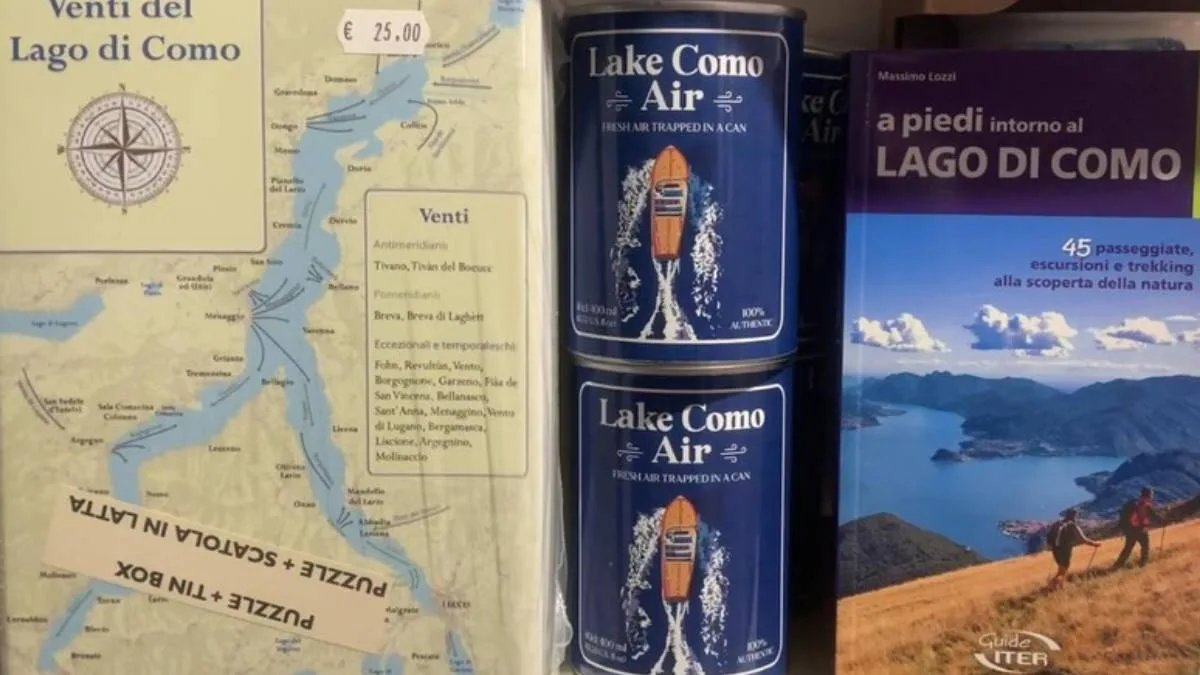 Venti del
Lago di Como
€ 25.00
Domaso
Gravedona
Dongo
Colico
Musso
Pianello
del Lario
Dorio
Cremia
Dervio
San Siro
Plesio
Grandola
ed Uniti
Porlezza
Bellano
Menaggio
Varenna
Griante
Tremezzina
Bellagio
San Fedele
Sala Comacina
Colonno
Argegno
Lezzeno
Lierna
Oliveto
Lario
Onno
Mandello
del Lario
Abbadia
Lariana
LECCO
Pescate
Blevio
Brunate
Venti
Antimeridiani
Tivano, Tivàn del Boeucc
Pomeridiani
Breva, Breva di Laghètt
Eccezionali e temporaleschi
Fohn, Revultùn, Vento,
Borgognone, Garzeno, Fiàa de
San Vincenz, Bellanasco,
Sant'Anna, Menaggino, Vento
di Lugano, Bergamasca,
Liscione, Argegnino,
Molinaccio
PUZZLE + TIN BOX
PUZZLE + SCATOLA IN LATTA
Lake Como
Air
FRESH AIR TRAPPED IN A CAN
100%
AUTHENTIC
Lake Como
Air
FRESH AIR TRAPPED IN A CAN
100%
AUTHENTIC
Massimo Lozzi
a piedi intorno al
LAGO DI COMO
45 passeggiate,
escursioni e trekking
alla scoperta della natura
Guide
ITER